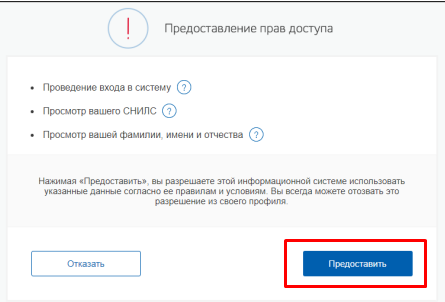 Предоставление прав доступа
• Проведение входа в систему ?
• Просмотр вашего СНИЛС ?
• Просмотр вашей фамилии, имени и отчества ?
Нажимая «Предоставить», вы разрешаете этой информационной системе использовать
указанные данные согласно ее правилам и условиям. Вы всегда можете отозвать это
разрешение из своего профиля.
Отказать
Предоставить